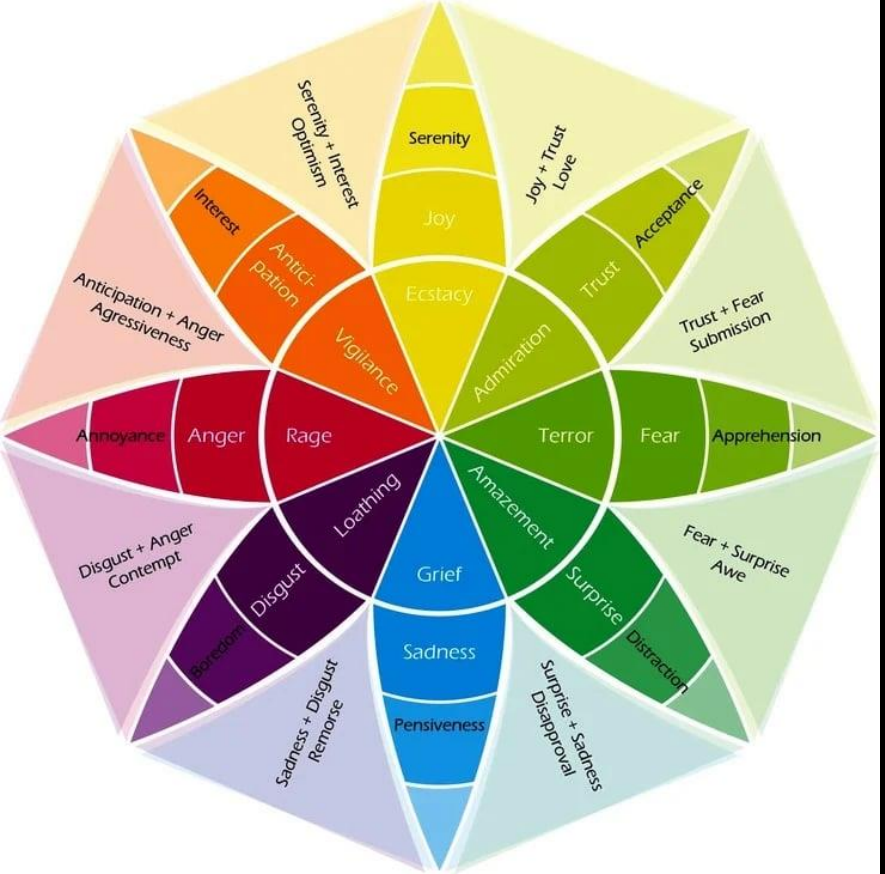 Serenity + Interest
Optimism
Serenity
Joy
Ecstacy
Joy + Trust
Love
Acceptance
Trust
Admiration
Trust + Fear
Submission
Terror
Fear
Apprehension
Fear + Surprise
Awe
Amazement
Surprise
Distraction
Surprise + Sadness
Disapproval
Grief
Sadness
Pensiveness
Sadness + Disgust
Remorse
Loathing
Disgust
Boredom
Disgust + Anger
Contempt
Rage
Anger
Annoyance
Anticipation + Anger
Agressiveness
Interest
Antici-
pation
Vigilance